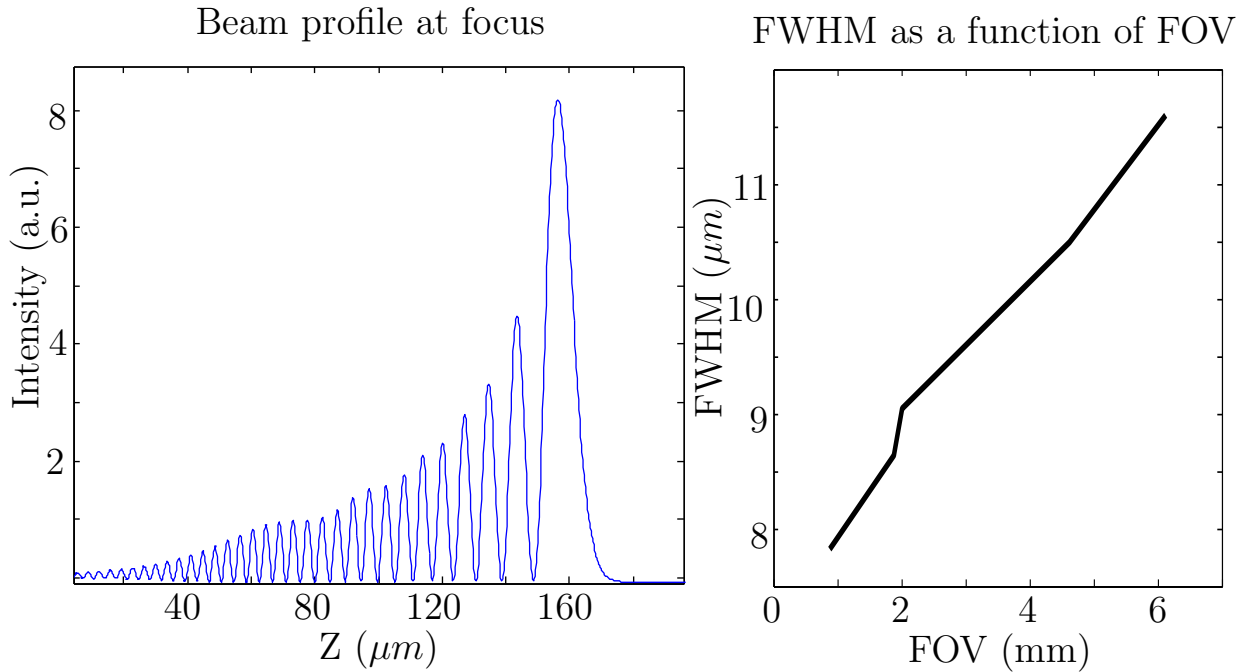 Beam profile at focus
Intensity (a.u.)
8
6
4
2
40 80 120 160
Z (μm)
FWHM as a function of FOV
FWHM (μm)
11
10
9
8
0 2 4 6
FOV (mm)